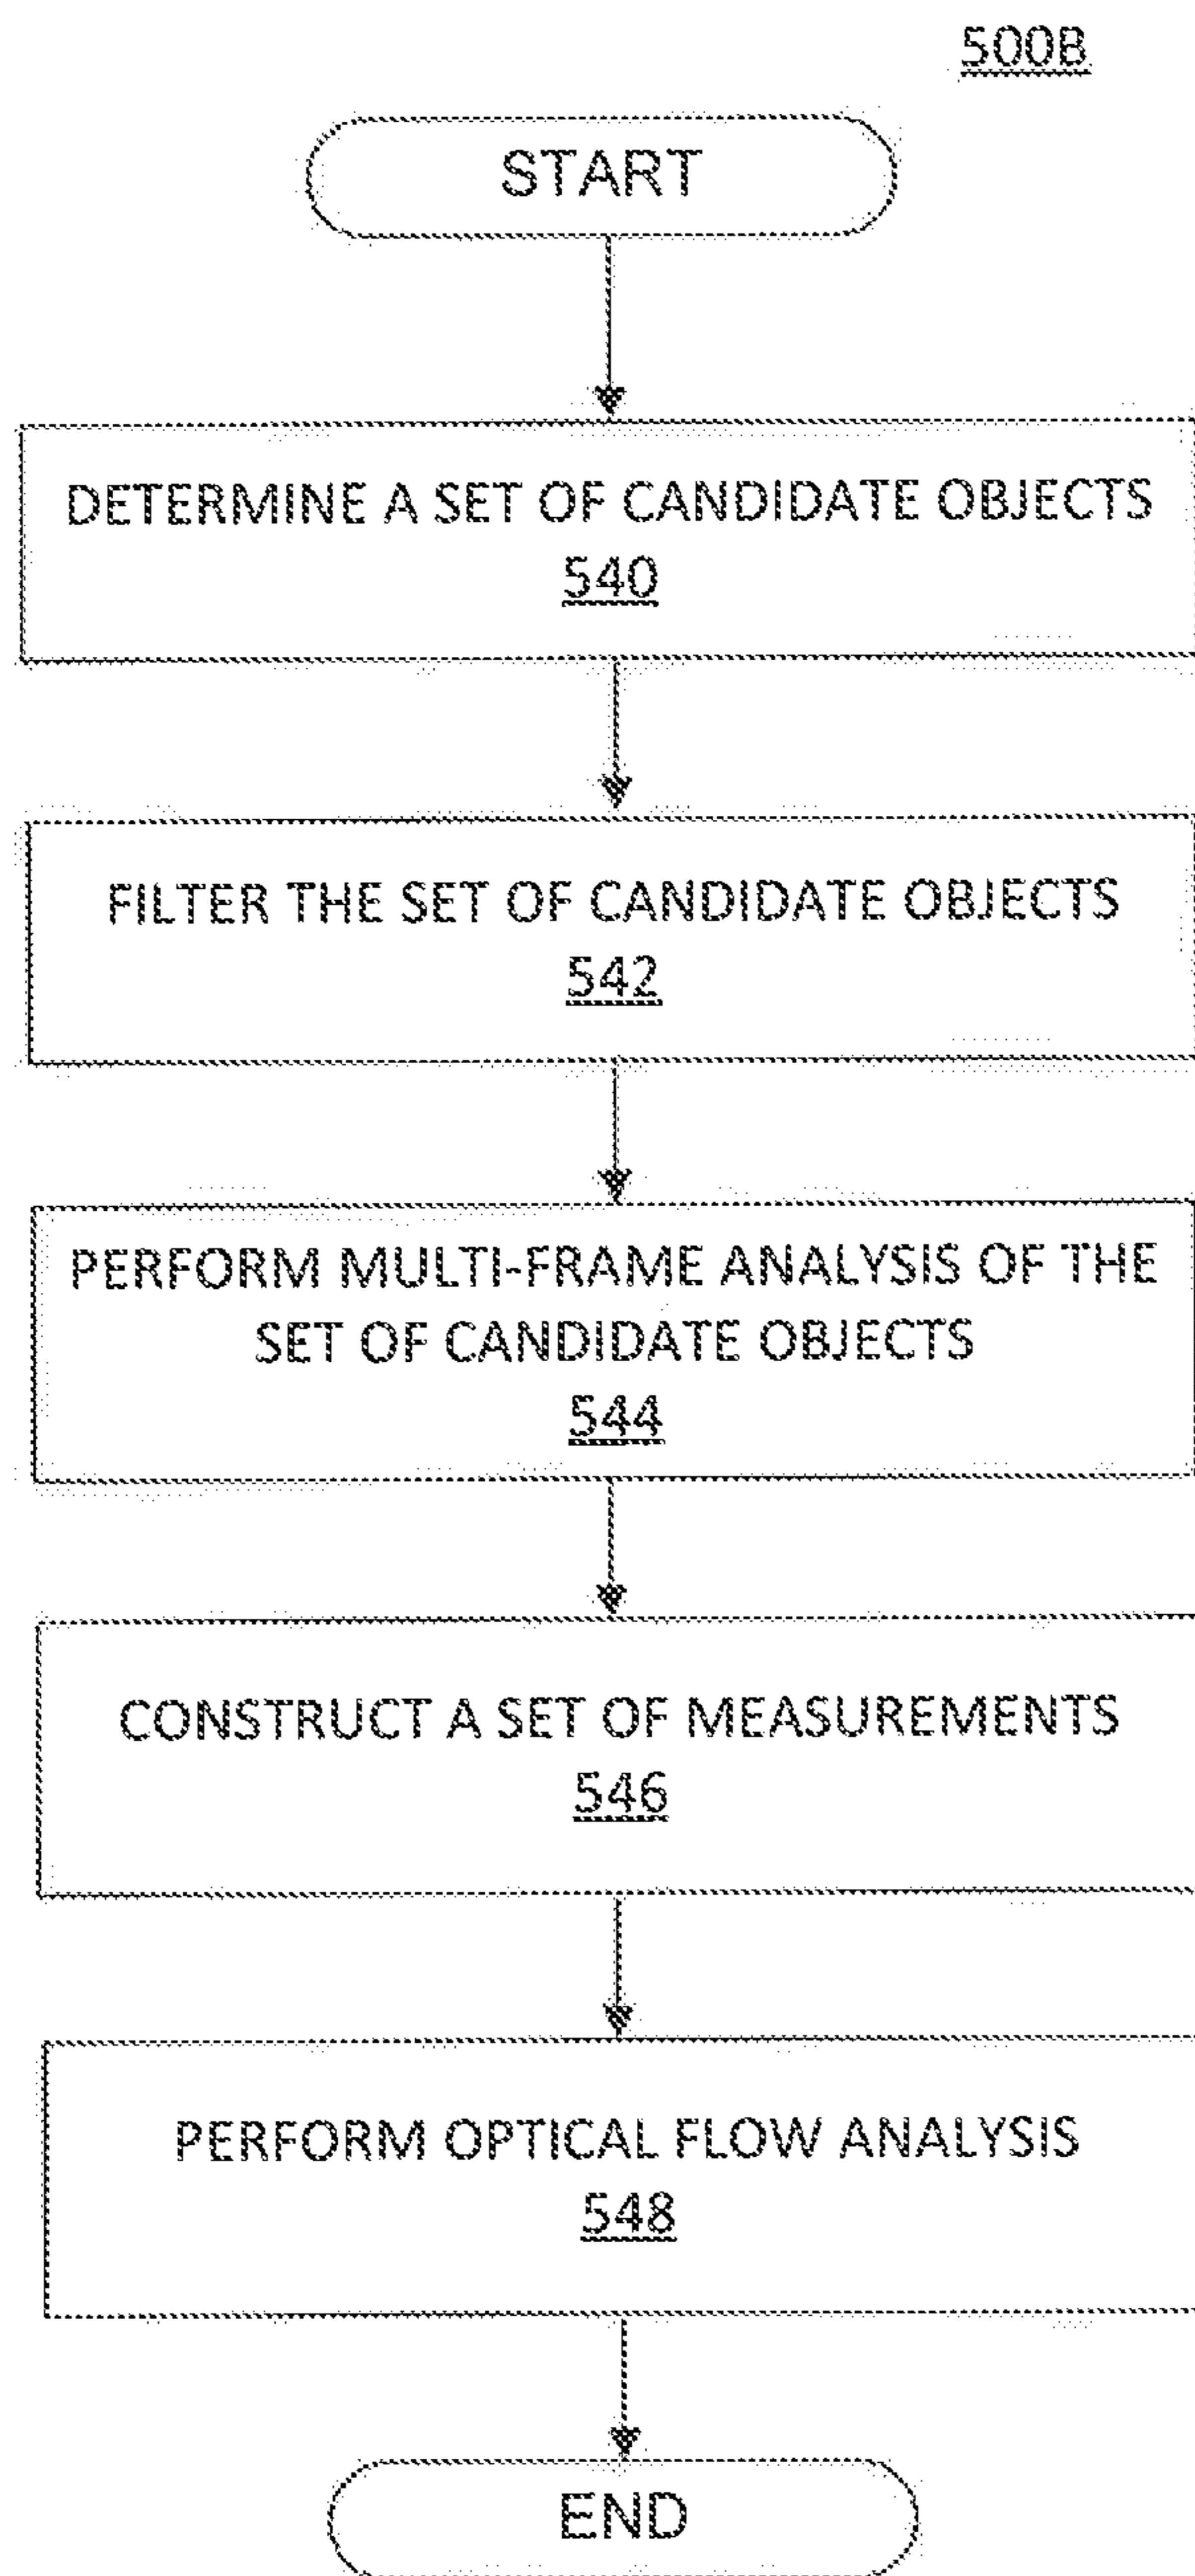 500B
START
DETERMINE A SET OF CANDIDATE OBJECTS
540
FILTER THE SET OF CANDIDATE OBJECTS
542
PERFORM MULTI-FRAME ANALYSIS OF THE
SET OF CANDIDATE OBJECTS
544
CONSTRUCT A SET OF MEASUREMENTS
546
PERFORM OPTICAL FLOW ANALYSIS
548
END